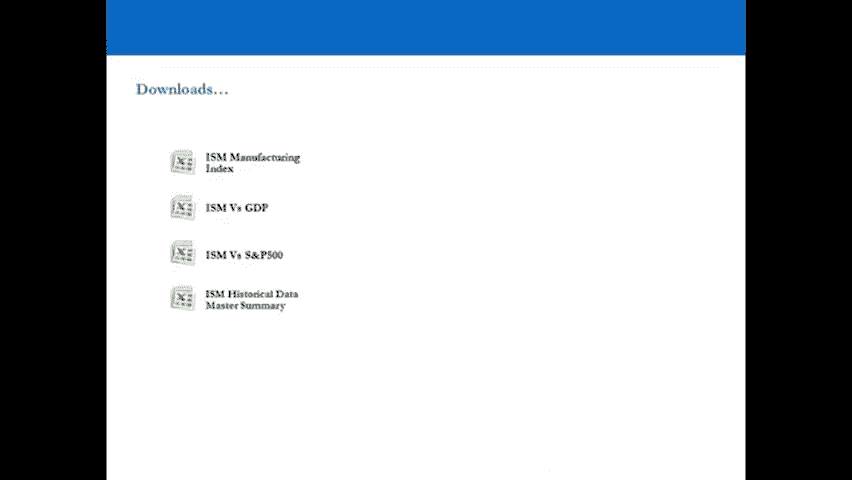 Downloads...
ISM Manufacturing
Index
ISM Vs GDP
ISM Vs S&P500
ISM Historical Data
Master Summary